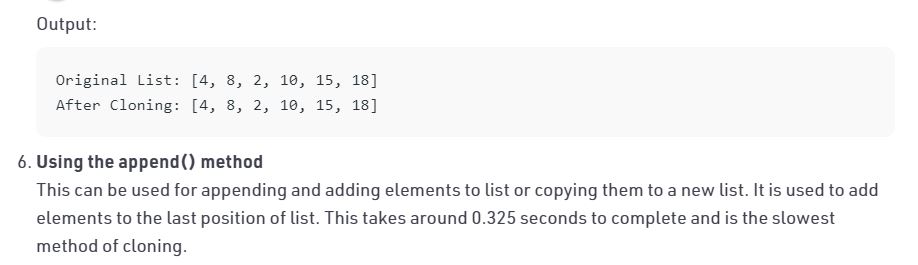 Output:
Original List: [4, 8, 2, 10, 15, 18]
After Cloning: [4, 8, 2, 10, 15, 18]
6. Using the append() method
This can be used for appending and adding elements to list or copying them to a new list. It is used to add
elements to the last position of list. This takes around 0.325 seconds to complete and is the slowest
method of cloning.